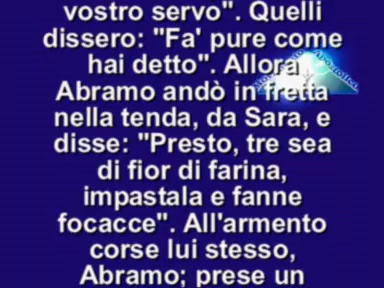 vostro servo". Quelli
dissero: "Fa' pure come
hai detto". Allora
Abramo andò in fretta
nella tenda, da Sara, e
disse: "Presto, tre sea
di fior di farina,
impastala e fanne
focacce". All'armento
corse lui stesso,
Abramo; prese un